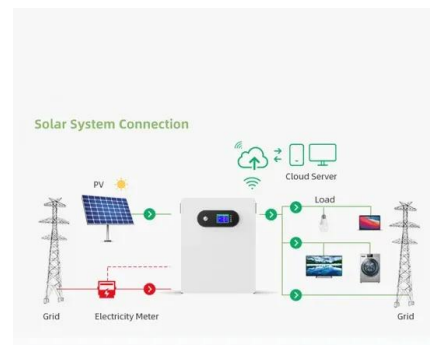 Solar System Connection
Cloud Server
PV
Load
Grid
Electricity Meter
Grid